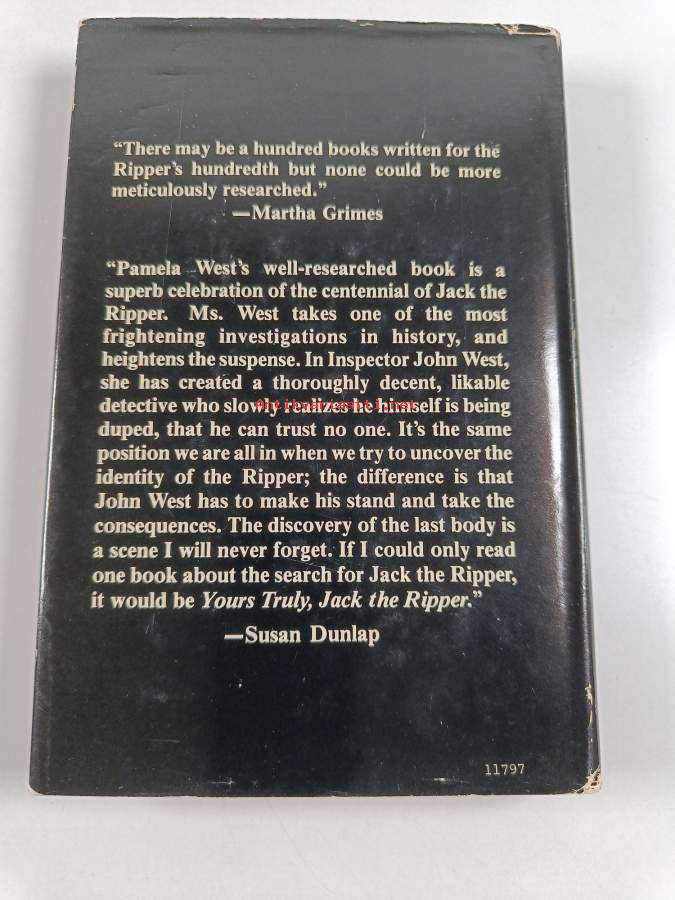 “There may be a hundred books written for the
Ripper’s hundredth but none could be more
meticulously researched.”
—Martha Grimes
“Pamela West’s well-researched book is a
superb celebration of the centennial of Jack the
Ripper. Ms. West takes one of the most
frightening investigations in history, and
heightens the suspense. In Inspector John West,
she has created a thoroughly decent, likable
detective who slowly realizes he himself is being
duped, that he can trust no one. It’s the same
position we are all in when we try to uncover the
identity of the Ripper; the difference is that
John West has to make his stand and take the
consequences. The discovery of the last body is
a scene I will never forget. If I could only read
one book about the search for Jack the Ripper,
it would be Yours Truly, Jack the Ripper.”
—Susan Dunlap
11797